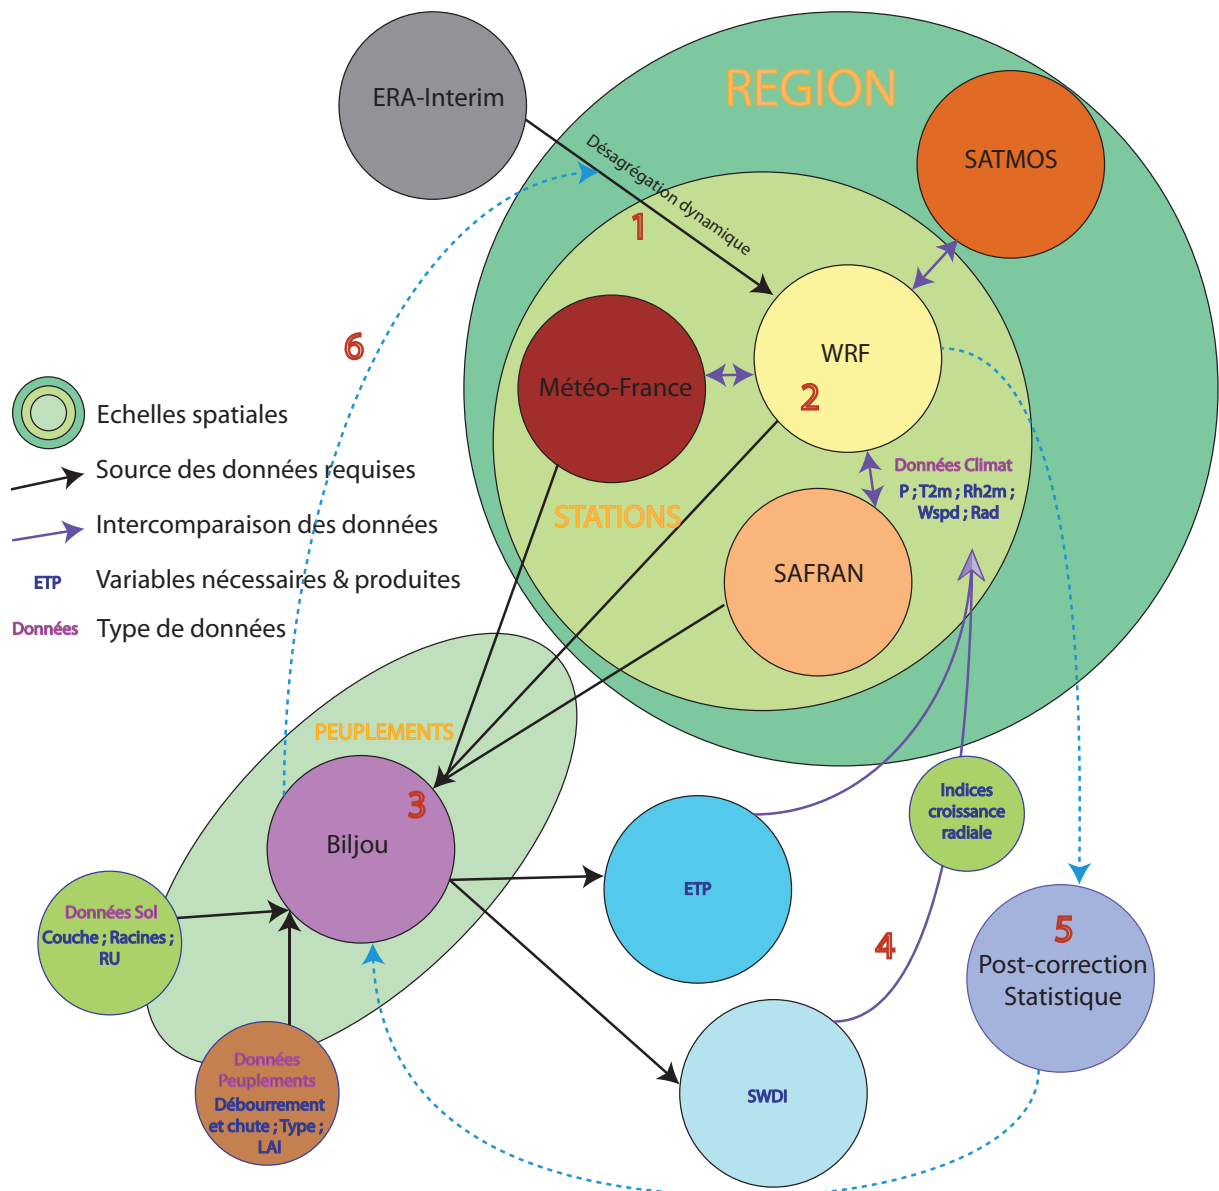 ERA-Interim
REGION
SATMOS
Désagrégation dynamique
1
WRF
2
Météo-France
6
Echelles spatiales
Source des données requises
Intercomparaison des données
ETP
Variables nécessaires & produites
Données
Type de données
Données Climat
P ; T2m ; Rh2m ;
Wspd ; Rad
STATIONS
SAFRAN
PEUPLEMENTS
3
Biljou
Indices
croissance
radiale
ETP
Données Sol
Couche ; Racines ;
RU
4
5
Post-correction
Statistique
Données
Peuplements
Débourrement
et chute ; Type ;
LAI
SWDI